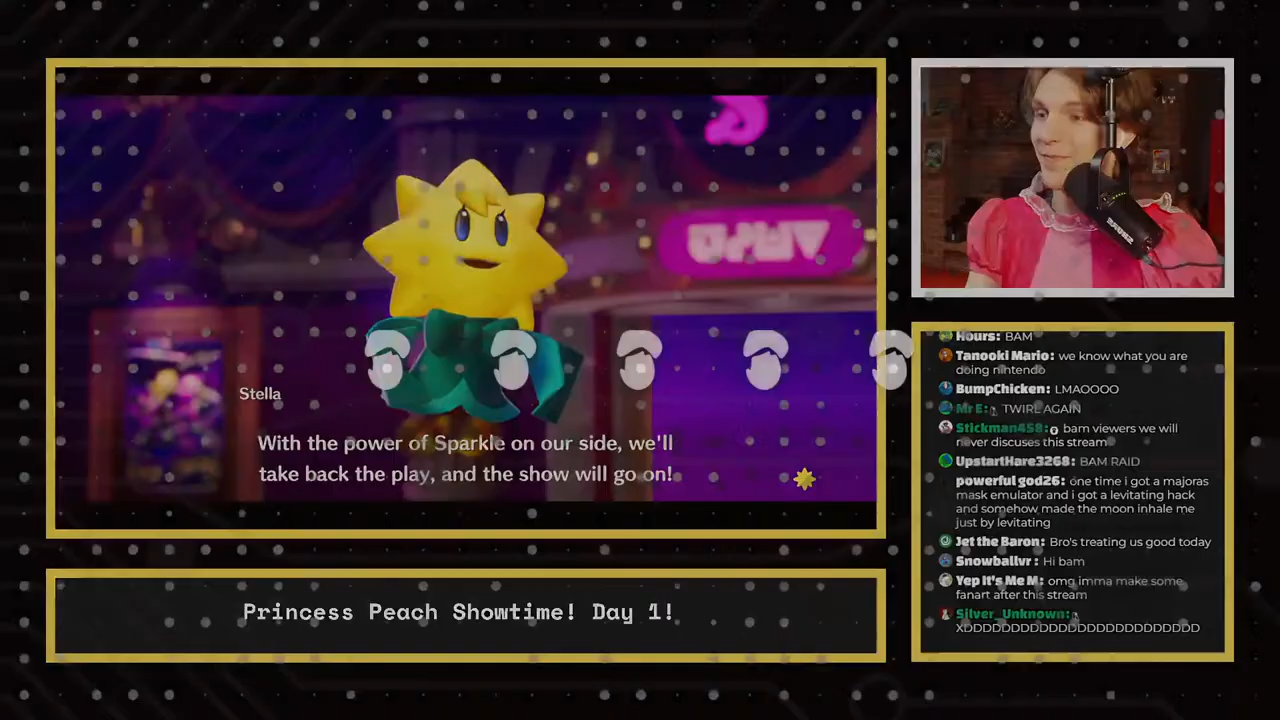 Stella
With the power of Sparkle on our side, we'll
take back the play, and the show will go on!
Princess Peach Showtime! Day 1!
Hours: BAM
Tanooki Mario: we know what you are
doing nintendo
BumpChicken: LMAOOOO
Mr E: TWIRL AGAIN
Stickman458: bam viewers we will
never discuses this stream
UpstartHare3268: BAM RAID
powerful god26: one time i got a majoras
mask emulator and i got a levitating hack
and somehow made the moon inhale me
just by levitating
Jet the Baron: Bro's treating us good today
Snowballvr: Hi bam
Yep It's Me M: omg imma make some
fanart after this stream
Silver_Unknown:
XDDDDDDDDDDDDDDDDDDDDDDDDDD